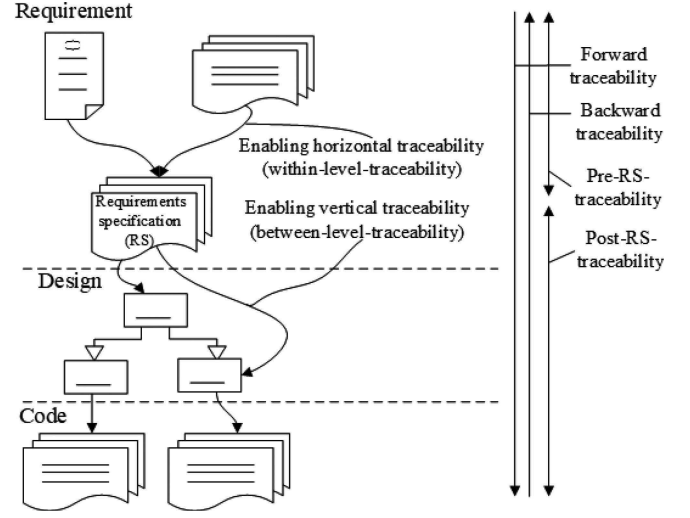 Requirement
Forward
traceability
Backward
traceability
Enabling horizontal traceability
(within-level-traceability)
Pre-RS-
traceability
Requirements
specification
(RS)
Enabling vertical traceability
(between-level-traceability)
Post-RS-
traceability
Design
Code